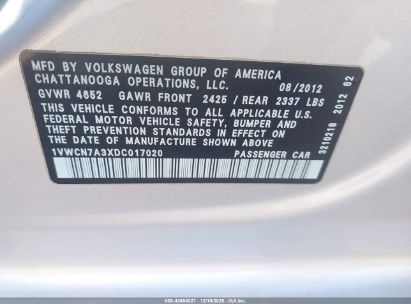 MFD BY VOLKSWAGEN GROUP OF AMERICA
CHATTANOOGA OPERATIONS, LLC. 08/2012
GVWR 4652 GAWR FRONT 2425 / REAR 2337 LBS
THIS VEHICLE CONFORMS TO ALL APPLICABLE U.S.
FEDERAL MOTOR VEHICLE SAFETY, BUMPER AND
THEFT PREVENTION STANDARDS IN EFFECT ON
THE DATE OF MANUFACTURE SHOWN ABOVE
1VWCN7A3XDC017020 PASSENGER CAR
3210218 2012 82